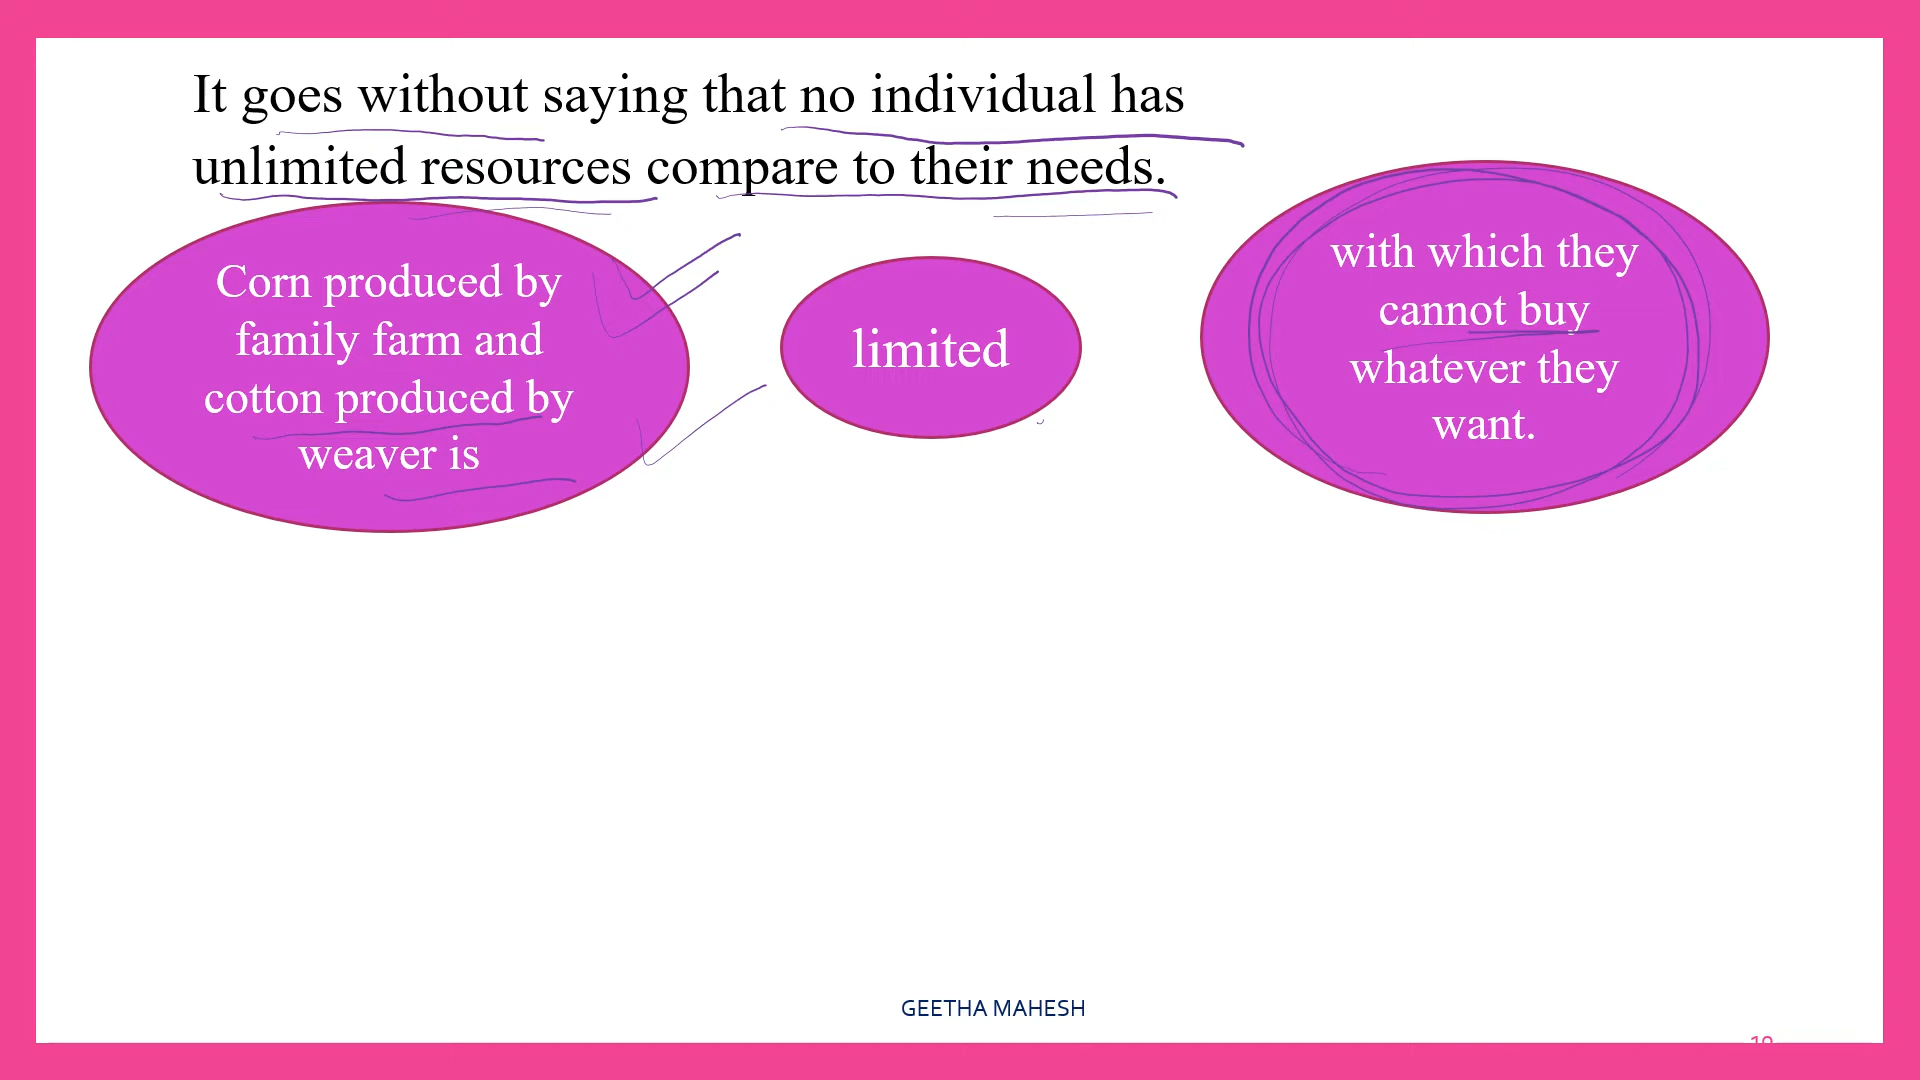 It goes without saying that no individual has
unlimited resources compare to their needs.
Corn produced by
family farm and
cotton produced by
weaver is
limited
with which they
cannot buy
whatever they
want.
GEETHA MAHESH